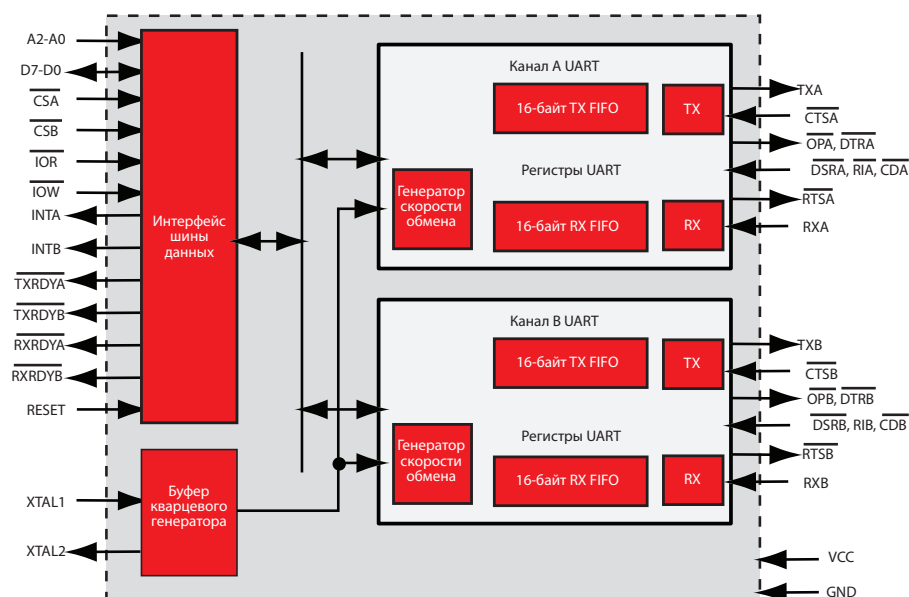 A2-A0
D7-D0
CSA
CSB
IOR
IOW
INTA
INTB
TXRDYA
TXRDYB
RXRDYA
RXRDYB
RESET
XTAL1
XTAL2
Интерфейс
шины
данных
Буфер
кварцевого
генератора
Канал A UART
16-байт TX FIFO
TX
Регистры UART
Генератор
скорости
обмена
16-байт RX FIFO
RX
Канал B UART
16-байт TX FIFO
TX
Регистры UART
Генератор
скорости
обмена
16-байт RX FIFO
RX
TXA
CTSA
OPA, DTRA
DSRA, RIA, CDA
RTSA
RXA
TXB
CTSB
OPB, DTRB
DSRB, RIB, CDB
RTSB
RXB
VCC
GND